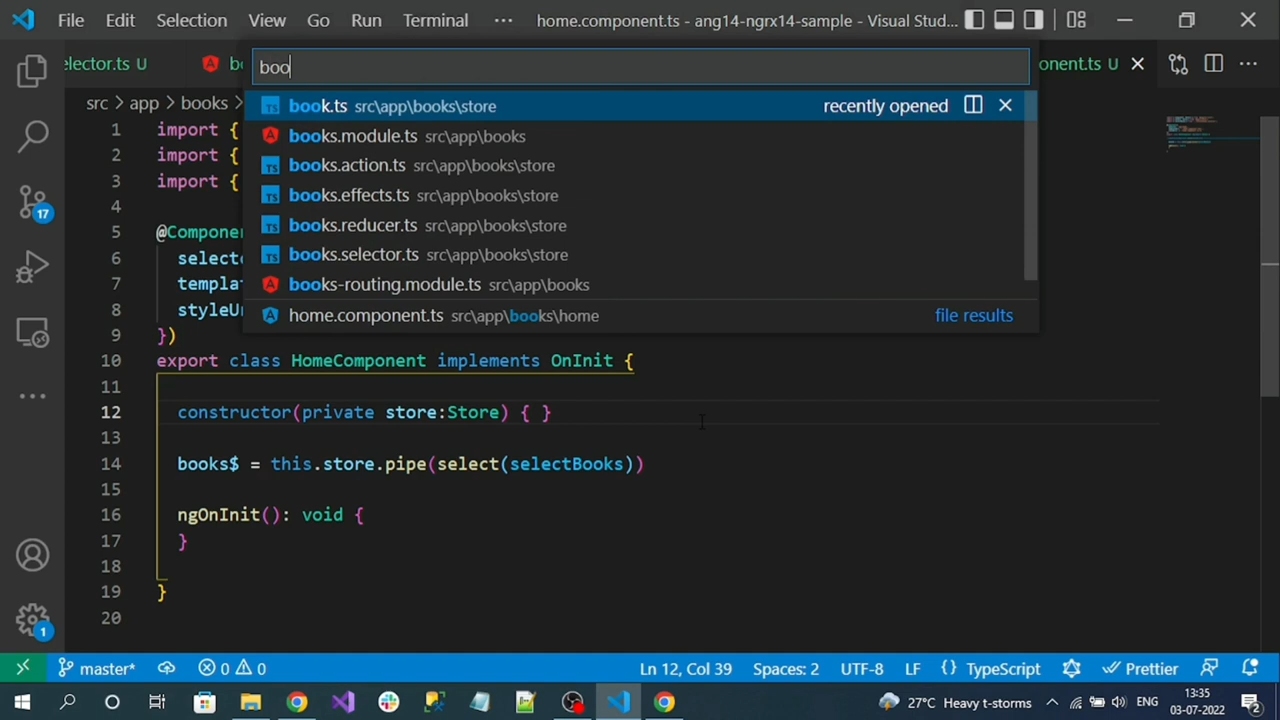 File Edit Selection View Go Run Terminal ··· home.component.ts - ang14-ngrx14-sample - Visual Stud...
elector.ts U
onent.ts U
boo
book.ts src\app\books\store recently opened
books.module.ts src\app\books
books.action.ts src\app\books\store
books.effects.ts src\app\books\store
books.reducer.ts src\app\books\store
books.selector.ts src\app\books\store
books-routing.module.ts src\app\books
home.component.ts src\app\books\home file results
src > app > books >
1 import {
2 import {
3 import {
4
5 @Componen
6 selecto
7 templat
8 styleUr
9 })
10 export class HomeComponent implements OnInit {
11
12 constructor(private store:Store) { }
13
14 books$ = this.store.pipe(select(selectBooks))
15
16 ngOnInit(): void {
17 }
18
19 }
20
17
1
master* 0 0 Ln 12, Col 39 Spaces: 2 UTF-8 LF {} TypeScript Prettier
27°C Heavy t-storms ENG 13:35
03-07-2022 2